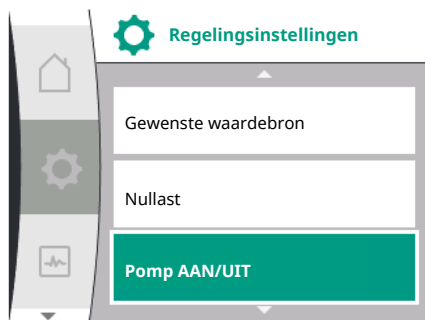 Regelingsinstellingen
Gewenste waardebron
Nullast
Pomp AAN/UIT